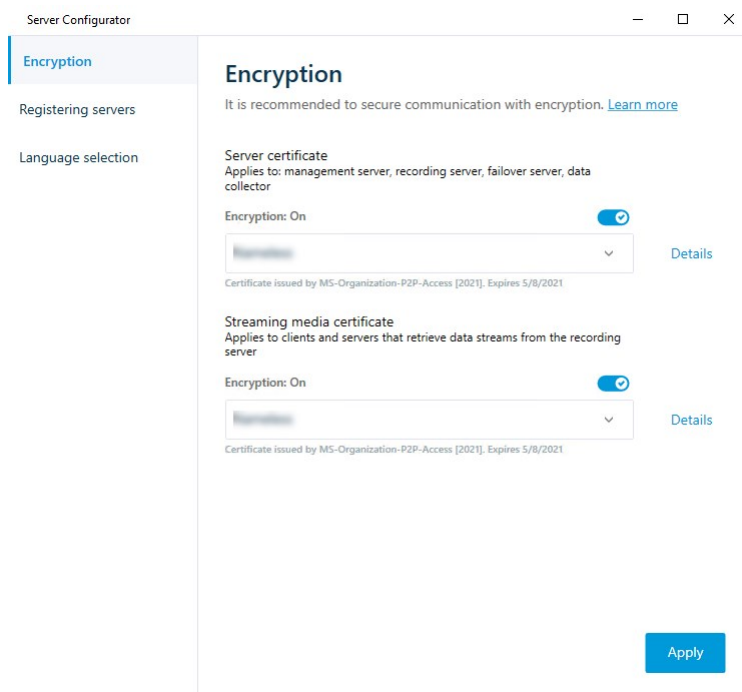 Server Configurator
Encryption
Registering servers
Language selection
Encryption
It is recommended to secure communication with encryption. Learn more
Server certificate
Applies to: management server, recording server, failover server, data
collector
Encryption: On
Details
Certificate issued by MS-Organization-P2P-Access [2021]. Expires 5/8/2021
Streaming media certificate
Applies to clients and servers that retrieve data streams from the recording
server
Encryption: On
Details
Certificate issued by MS-Organization-P2P-Access [2021]. Expires 5/8/2021
Apply